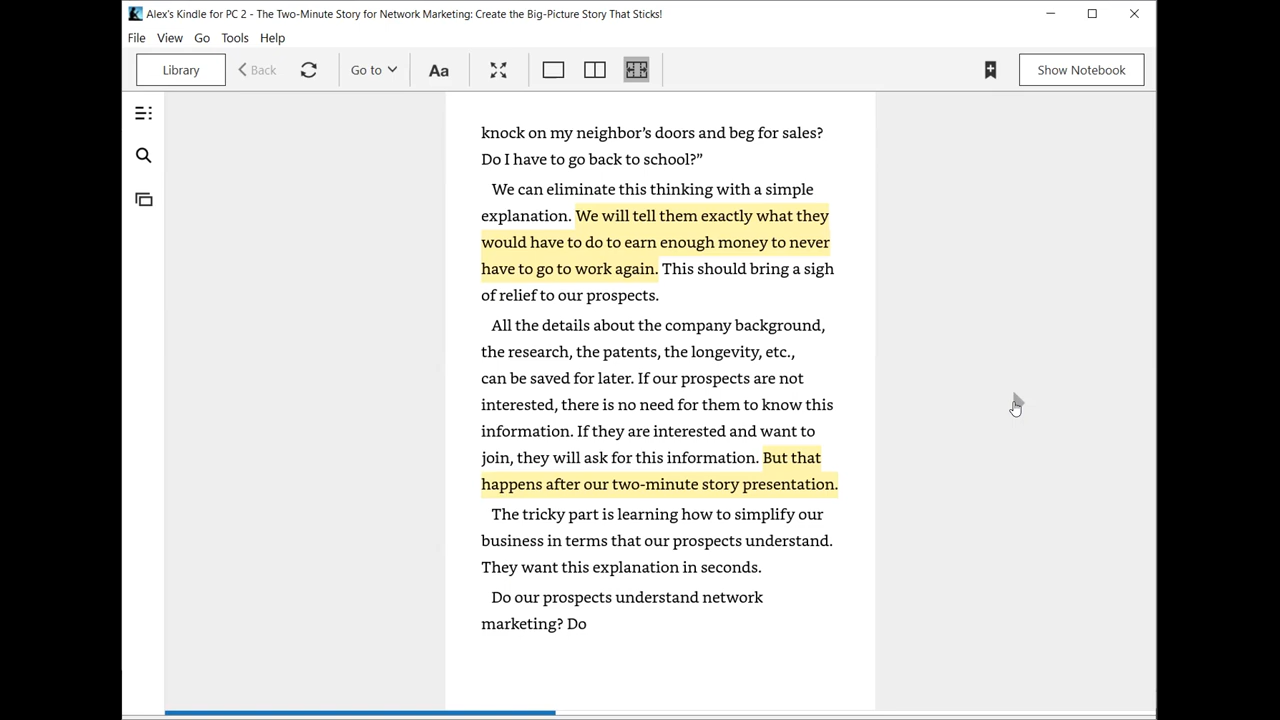 Alex's Kindle for PC 2 - The Two-Minute Story for Network Marketing: Create the Big-Picture Story That Sticks!
File View Go Tools Help
Library Back Go to Aa Show Notebook
knock on my neighbor’s doors and beg for sales?
Do I have to go back to school?”
We can eliminate this thinking with a simple
explanation. We will tell them exactly what they
would have to do to earn enough money to never
have to go to work again. This should bring a sigh
of relief to our prospects.
All the details about the company background,
the research, the patents, the longevity, etc.,
can be saved for later. If our prospects are not
interested, there is no need for them to know this
information. If they are interested and want to
join, they will ask for this information. But that
happens after our two-minute story presentation.
The tricky part is learning how to simplify our
business in terms that our prospects understand.
They want this explanation in seconds.
Do our prospects understand network
marketing? Do